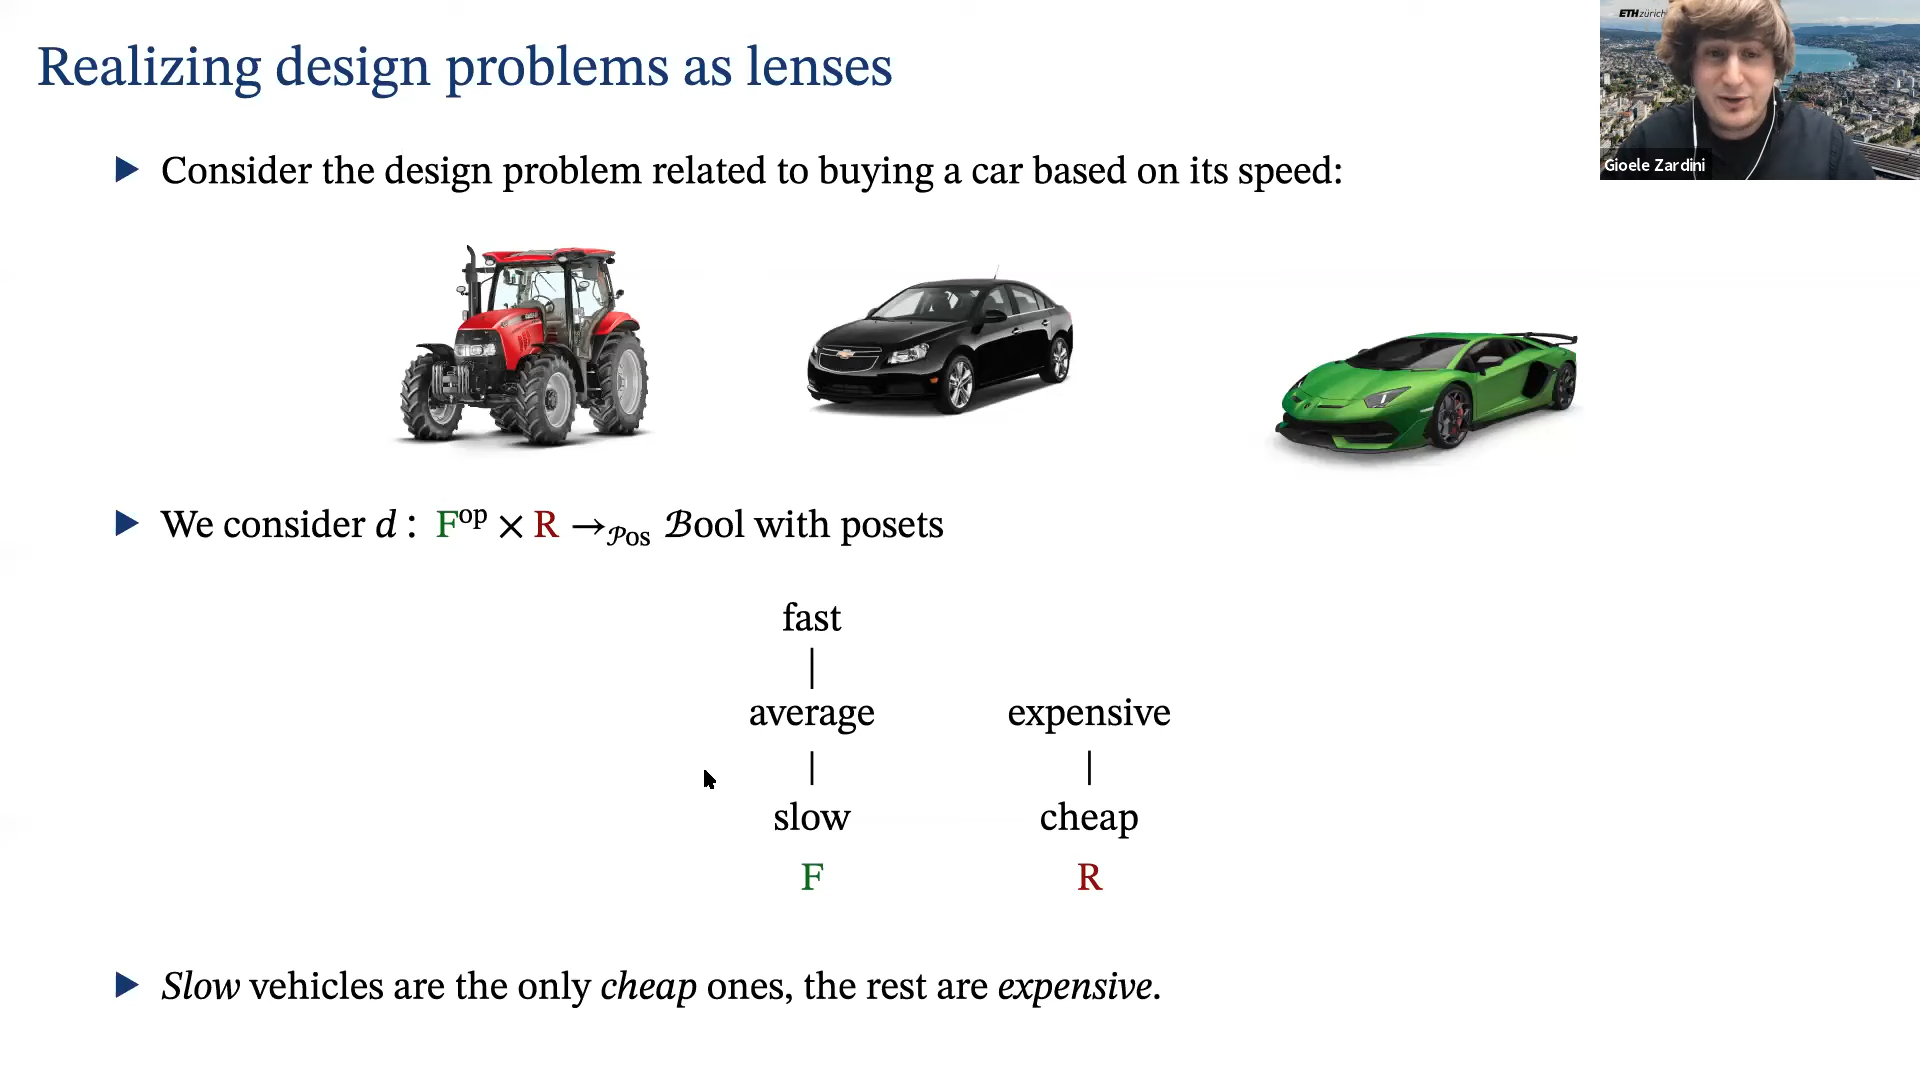 Realizing design problems as lenses
ETH zürich
Gioele Zardini
▶ Consider the design problem related to buying a car based on its speed:
▶ We consider d : F^op × R →_𝒫os ℬool with posets
fast
|
average expensive
| |
slow cheap
F R
▶ Slow vehicles are the only cheap ones, the rest are expensive.